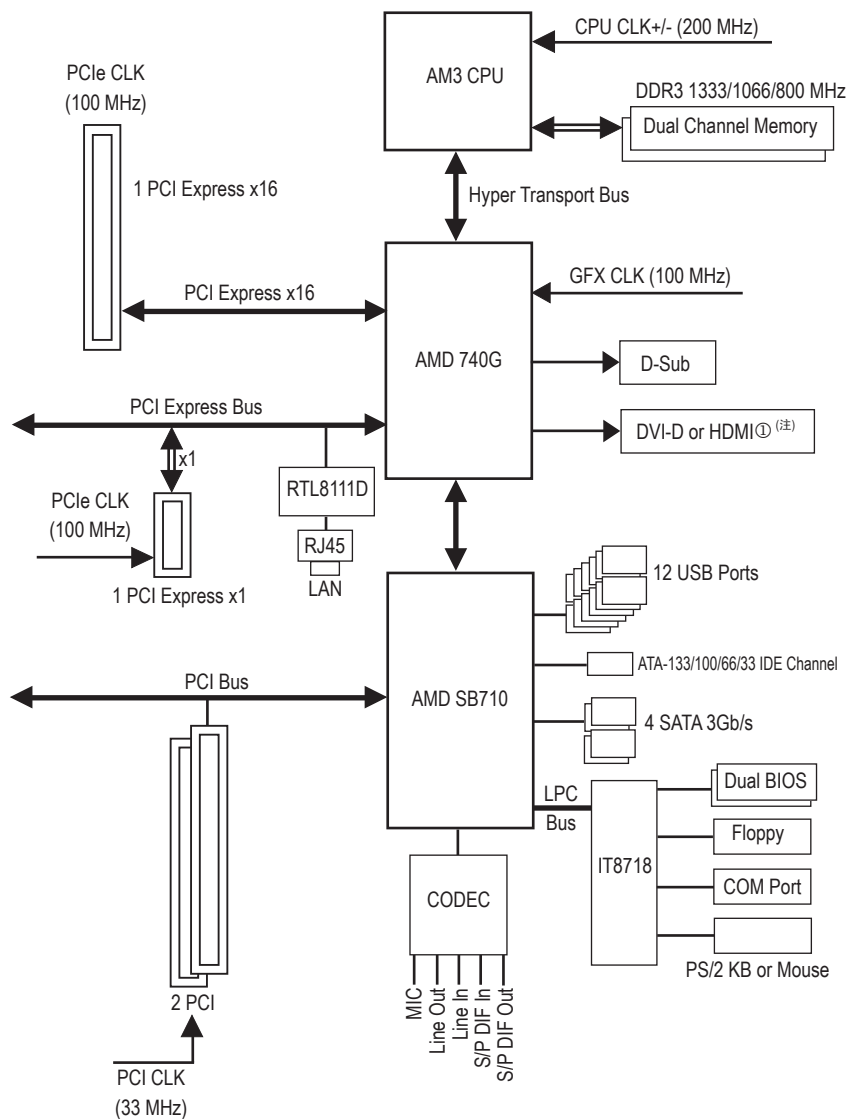 CPU CLK+/- (200 MHz)
AM3 CPU
DDR3 1333/1066/800 MHz
Dual Channel Memory
PCIe CLK
(100 MHz)
1 PCI Express x16
Hyper Transport Bus
PCI Express x16
GFX CLK (100 MHz)
AMD 740G
D-Sub
DVI-D or HDMI① (注)
PCI Express Bus
x1
RTL8111D
PCIe CLK
(100 MHz)
RJ45
LAN
1 PCI Express x1
12 USB Ports
ATA-133/100/66/33 IDE Channel
PCI Bus
AMD SB710
4 SATA 3Gb/s
LPC
Bus
Dual BIOS
Floppy
IT8718
COM Port
PS/2 KB or Mouse
CODEC
MIC
Line Out
Line In
S/P DIF In
S/P DIF Out
2 PCI
PCI CLK
(33 MHz)